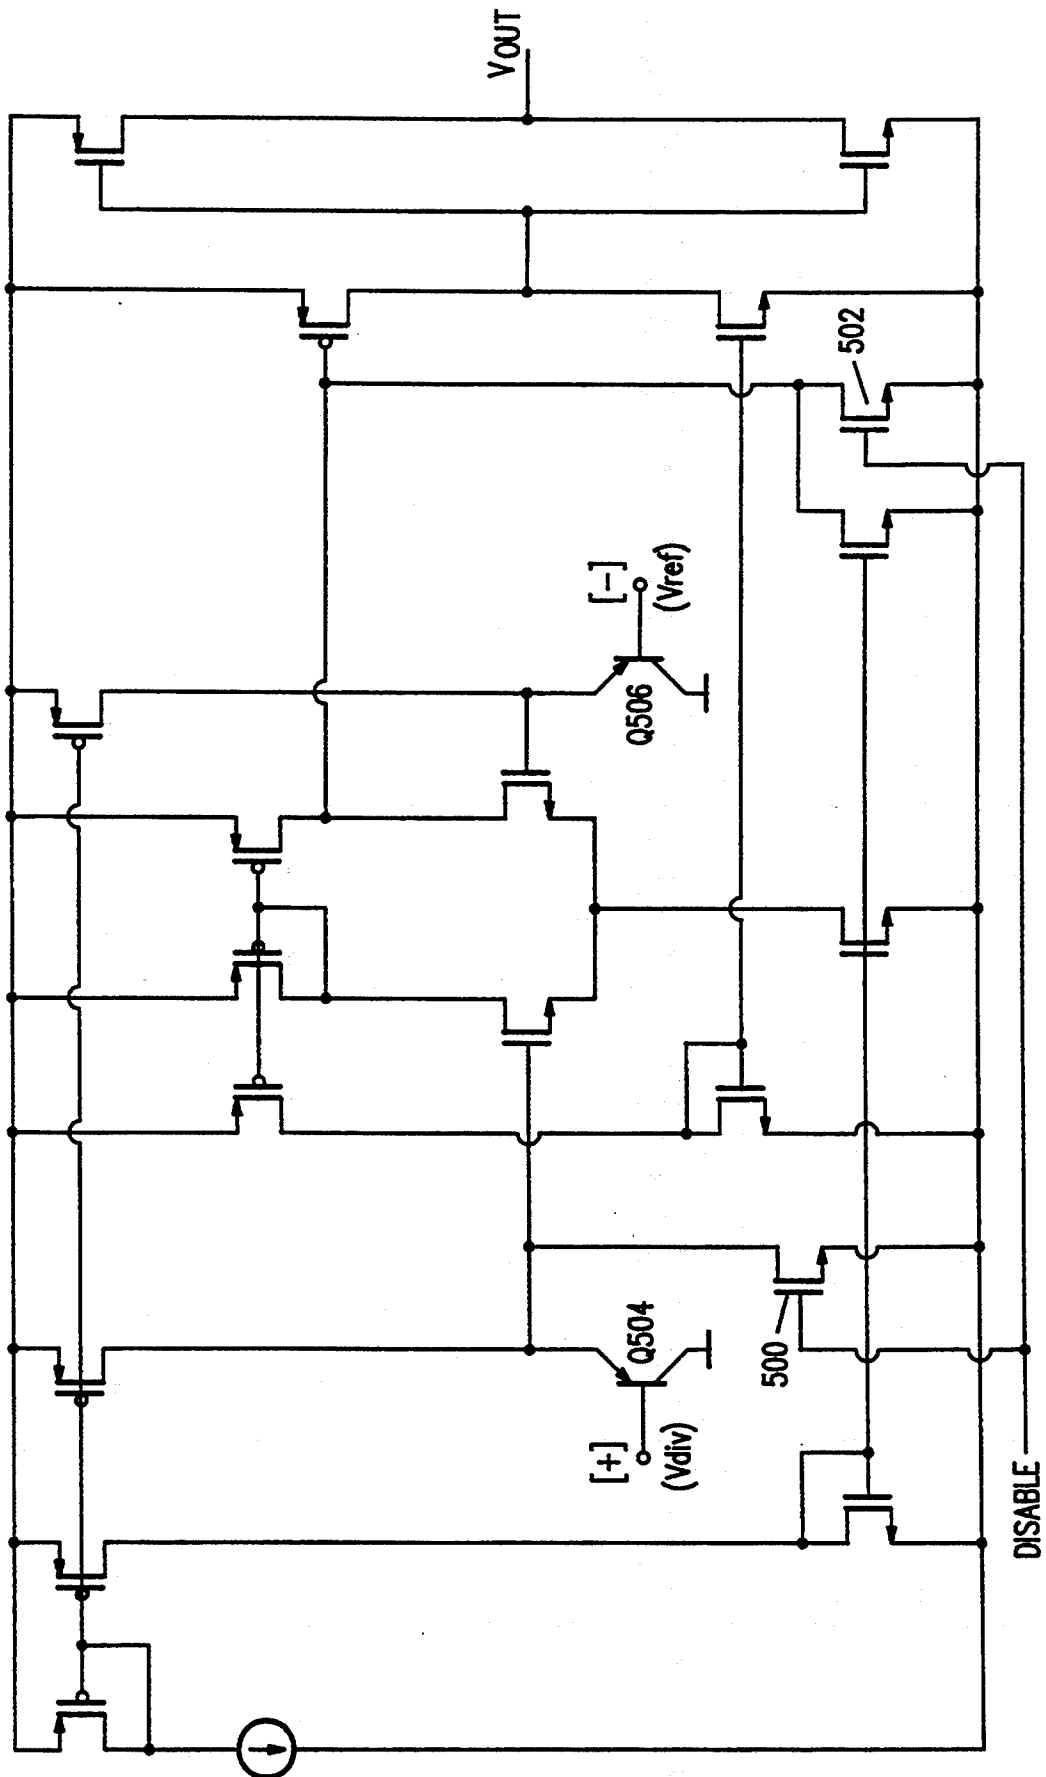 VOUT
502
[-]
(Vref)
Q506
Q504
500
[+]
(Vdiv)
DISABLE